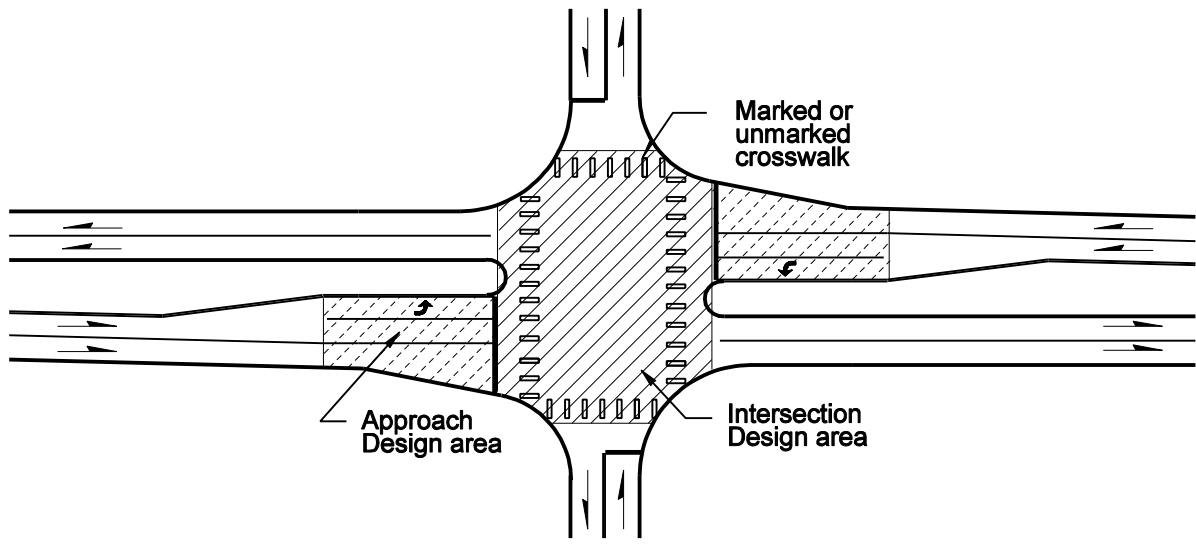 Marked or
unmarked
crosswalk
Approach
Design area
Intersection
Design area